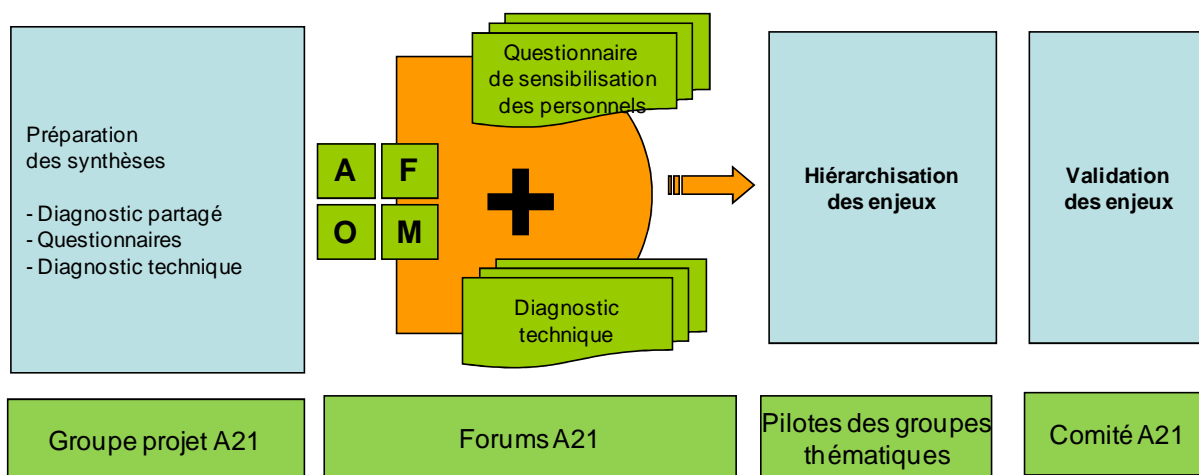 Préparation
des synthèses
- Diagnostic partagé
- Questionnaires
- Diagnostic technique
A F
O M
Questionnaire
de sensibilisation
des personnels
+
Diagnostic
technique
Hiérarchisation
des enjeux
Validation
des enjeux
Groupe projet A21
Forums A21
Pilotes des groupes
thématiques
Comité A21